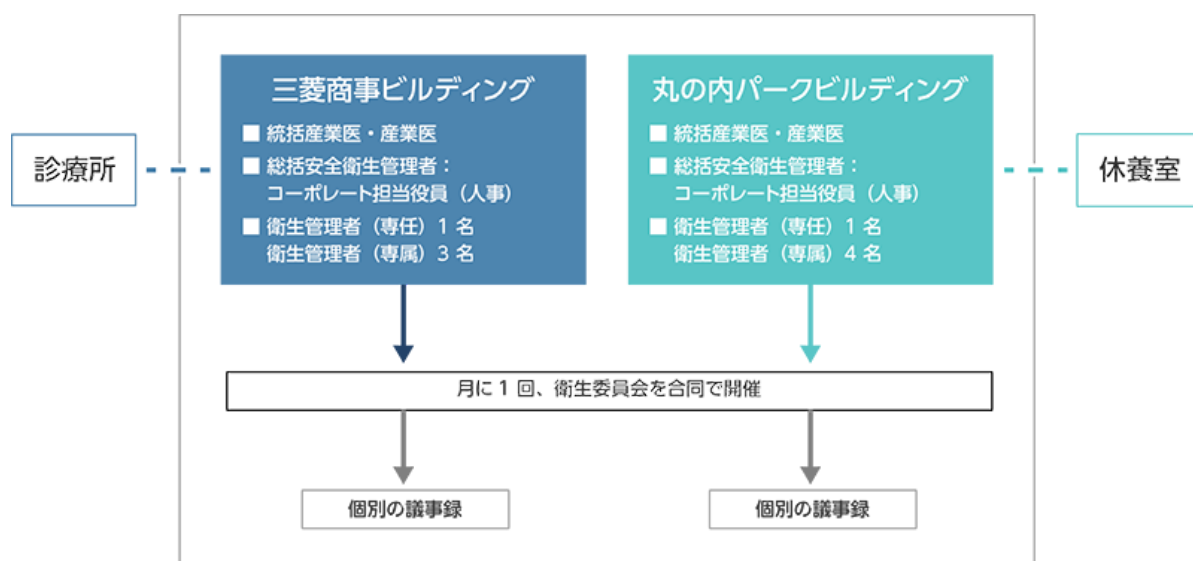 三菱商事ビルディング
■ 統括産業医・産業医
■ 総括安全衛生管理者：
コーポレート担当役員（人事）
■ 衛生管理者（専任）1 名
衛生管理者（専属）3 名
丸の内パークビルディング
■ 統括産業医・産業医
■ 総括安全衛生管理者：
コーポレート担当役員（人事）
■ 衛生管理者（専任）1 名
衛生管理者（専属）4 名
診療所
休養室
月に 1 回、衛生委員会を合同で開催
個別の議事録
個別の議事録